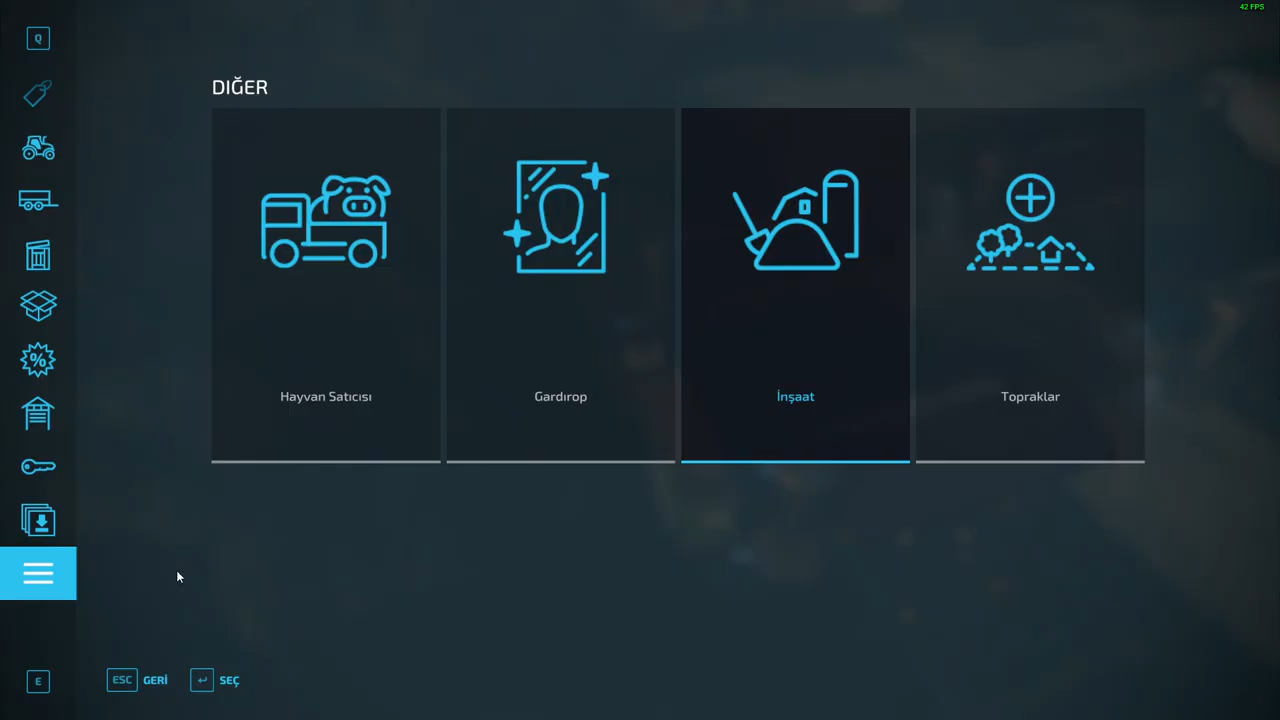 42 FPS
Q
DIĞER
%
Hayvan Satıcısı
Gardırop
İnşaat
Topraklar
E
ESC GERİ
SEÇ